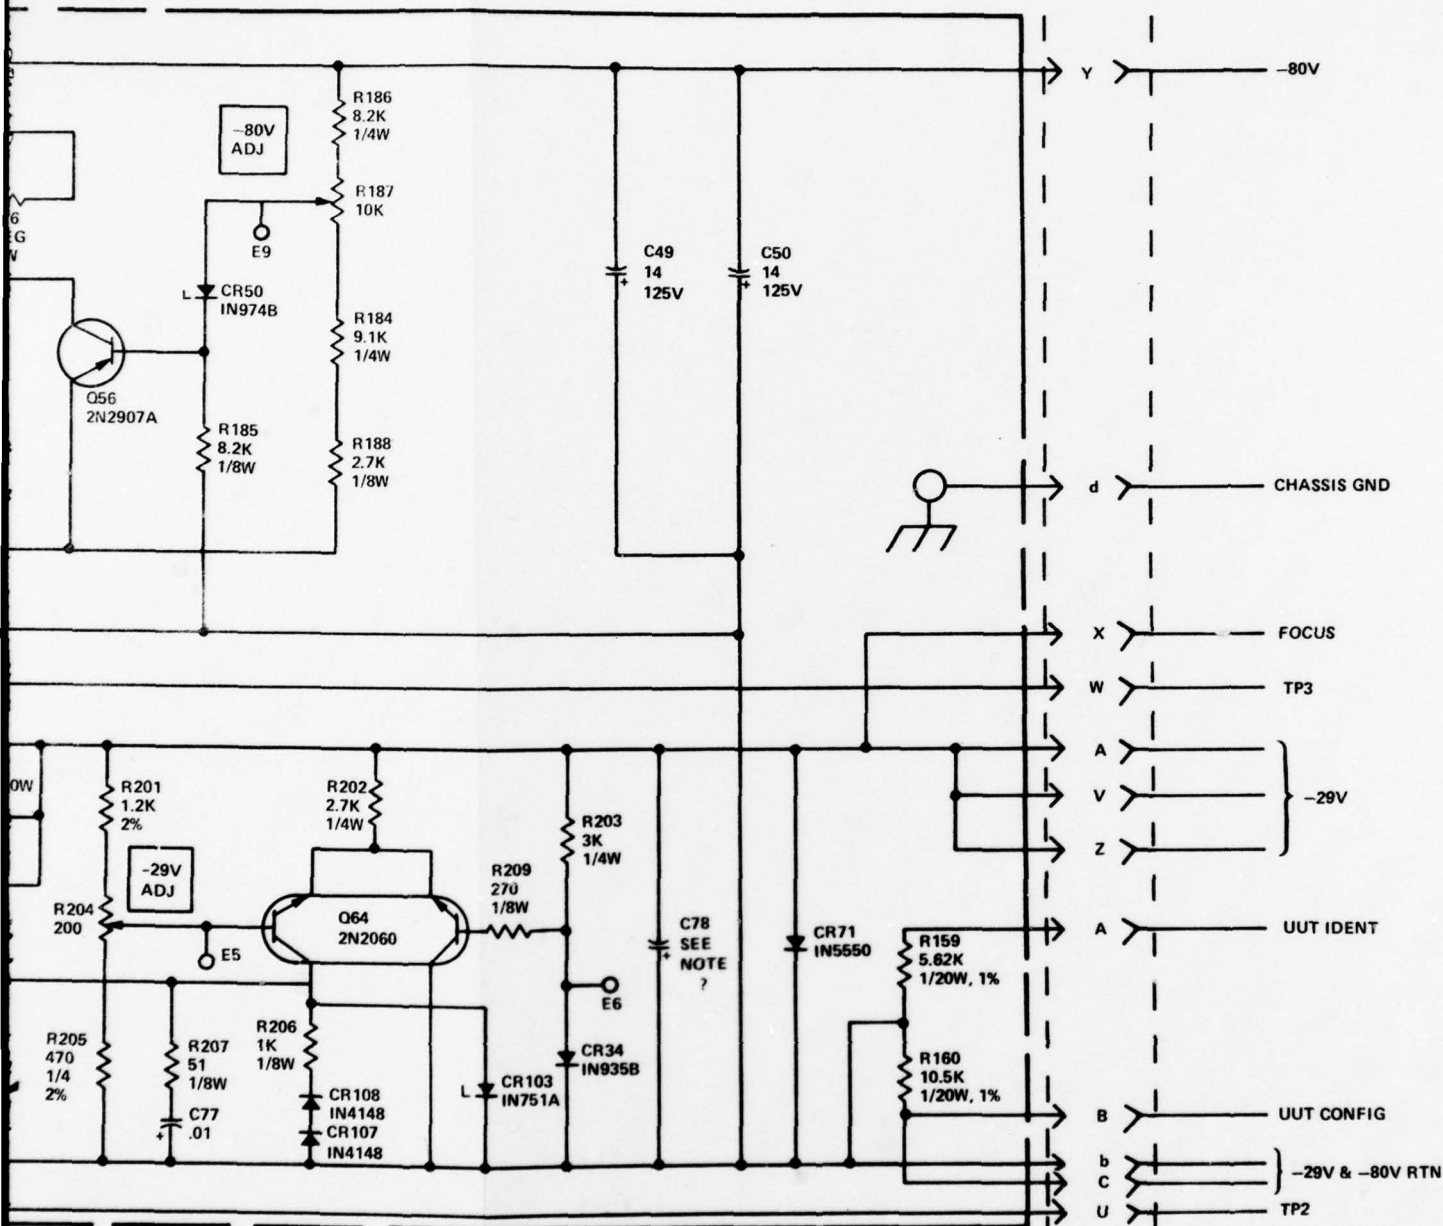 Y
–80V
–80V
ADJ
R186
8.2K
1/4W
R187
10K
6
EG
W
E9
CR50
IN974B
C49
14
125V
C50
14
125V
R184
9.1K
1/4W
Q56
2N2907A
R185
8.2K
1/8W
R188
2.7K
1/8W
d
CHASSIS GND
X
FOCUS
W
TP3
A
V
–29V
Z
0W
R201
1.2K
2%
–29V
ADJ
R202
2.7K
1/4W
R203
3K
1/4W
R209
270
1/8W
R204
200
Q64
2N2060
E5
C78
SEE
NOTE
?
CR71
IN5550
A
UUT IDENT
R159
5.62K
1/20W, 1%
E6
R205
470
1/4
2%
R207
51
1/8W
R206
1K
1/8W
CR34
IN935B
R160
10.5K
1/20W, 1%
CR103
IN751A
C77
.01
CR108
IN4148
CR107
IN4148
B
UUT CONFIG
b
C
–29V & –80V RTN
U
TP2